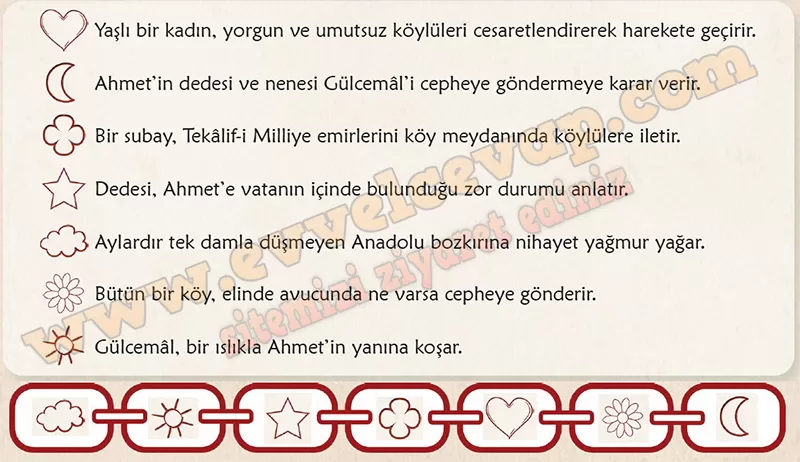 Yaşlı bir kadın, yorgun ve umutsuz köylüleri cesaretlendirerek harekete geçirir.
Ahmet'in dedesi ve nenesi Gülcemâl'i cepheye göndermeye karar verir.
Bir subay, Tekâlif-i Milliye emirlerini köy meydanında köylülere iletir.
Dedesi, Ahmet'e vatanın içinde bulunduğu zor durumu anlatır.
Aylardır tek damla düşmeyen Anadolu bozkırına nihayet yağmur yağar.
Bütün bir köy, elinde avucunda ne varsa cepheye gönderir.
Gülcemâl, bir ıslıkla Ahmet'in yanına koşar.
www.evvelcevap.com
sitemizi ziyaret ediniz